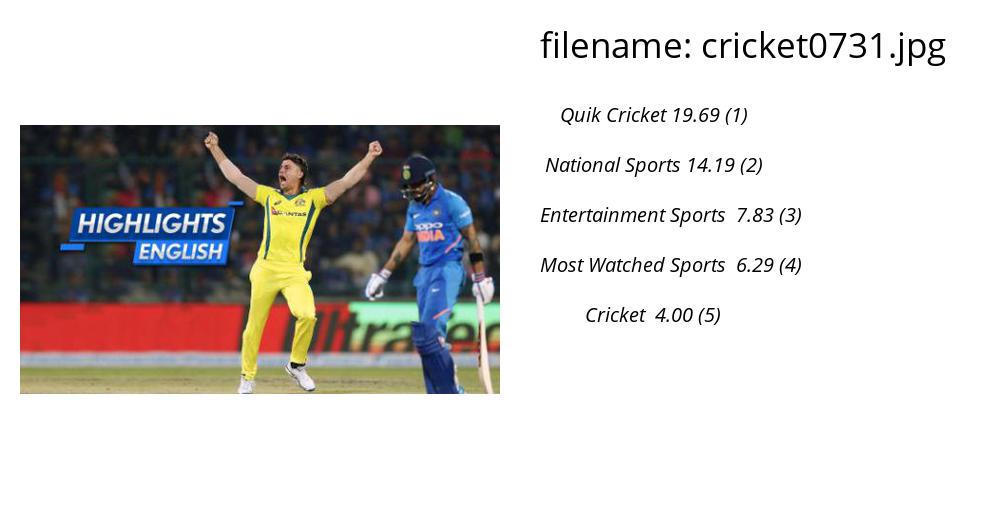 filename: cricket0731.jpg
Quik Cricket 19.69 (1)
National Sports 14.19 (2)
Entertainment Sports 7.83 (3)
Most Watched Sports 6.29 (4)
Cricket 4.00 (5)
HIGHLIGHTS
ENGLISH
QANTAS
oppo
INDIA
UltraTec